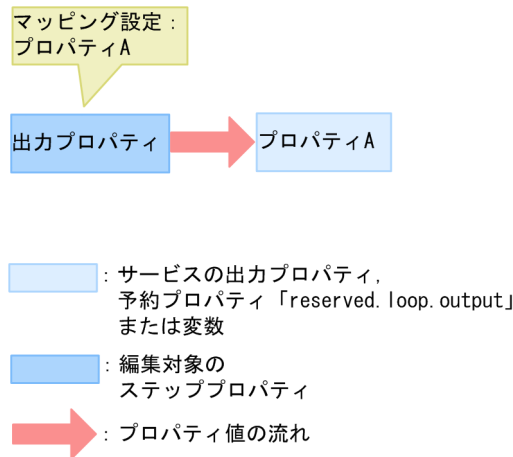 マッピング設定：
プロパティA
出力プロパティ
プロパティA
：サービスの出力プロパティ,
予約プロパティ「reserved.loop.output」
または変数
：編集対象の
ステッププロパティ
：プロパティ値の流れ